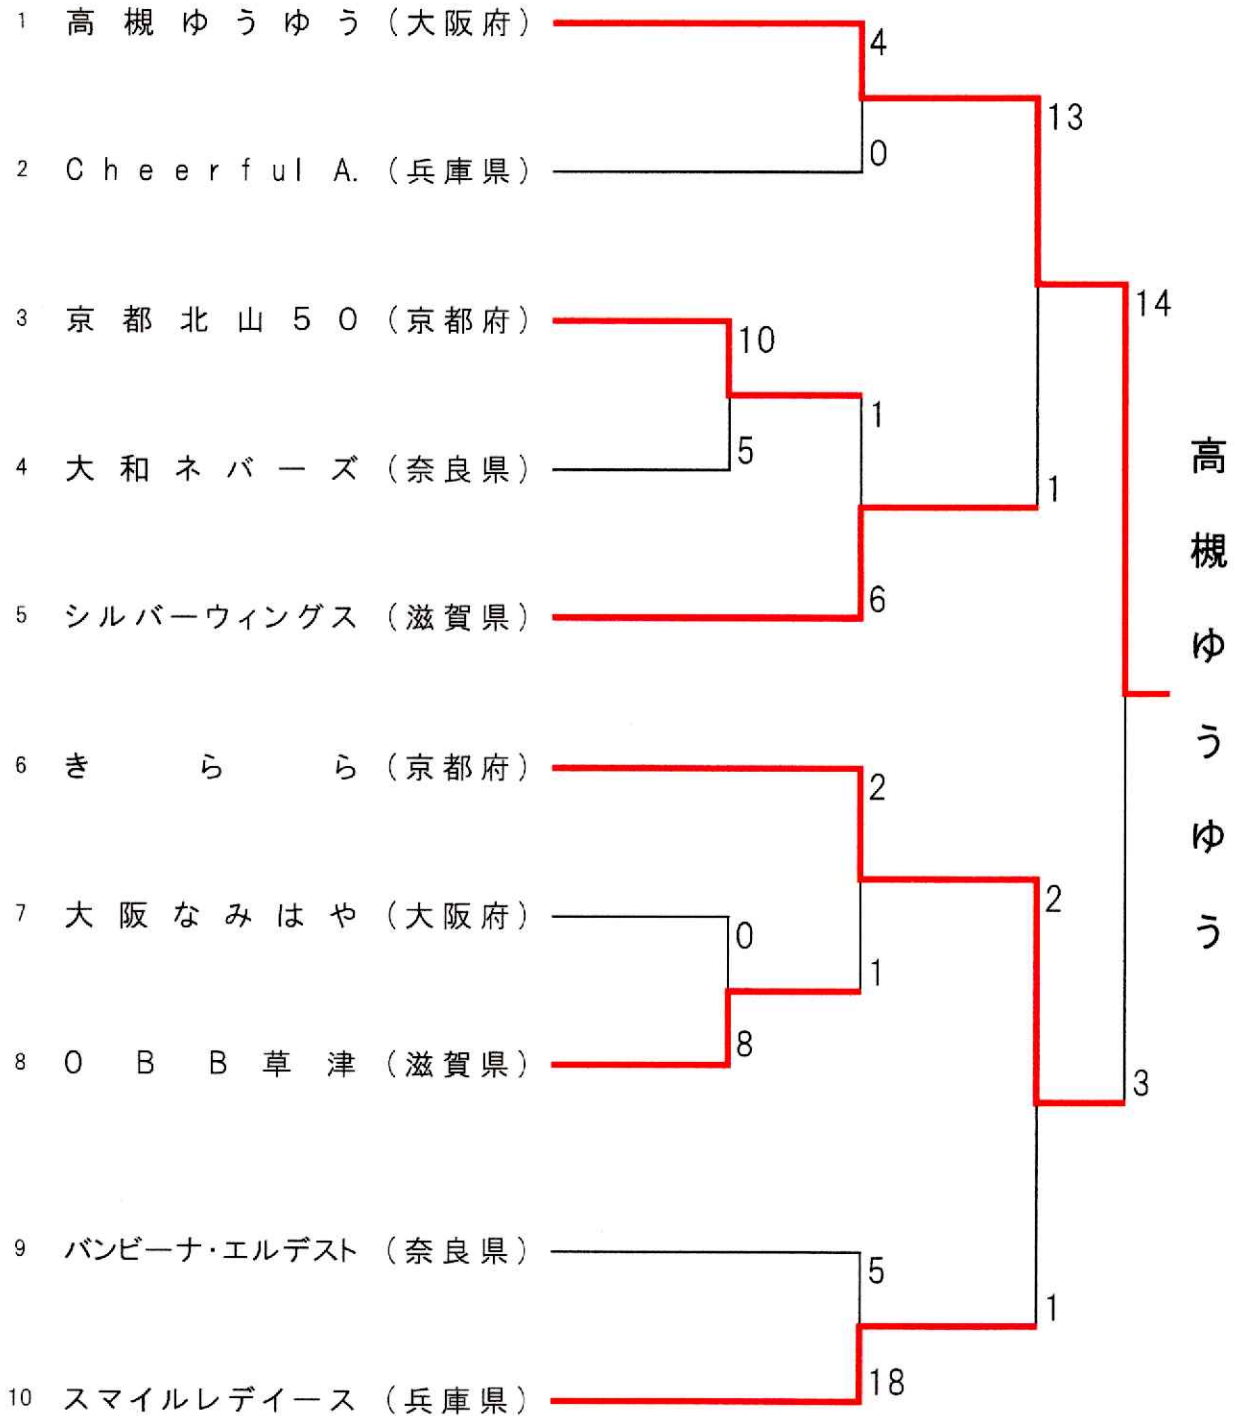 1 高槻ゆうゆう (大阪府)
4
13
0
2 Cheerful A. (兵庫県)
14
3 京都北山50 (京都府)
10
1
5
4 大和ネバーズ (奈良県)
1
6
5 シルバーウィングス (滋賀県)
高槻ゆうゆう
6 きらら (京都府)
2
2
7 大阪なみはや (大阪府)
0
1
8
8 OBB草津 (滋賀県)
3
9 バンビーナ・エルデスト (奈良県)
5
1
18
10 スマイルレデイース (兵庫県)